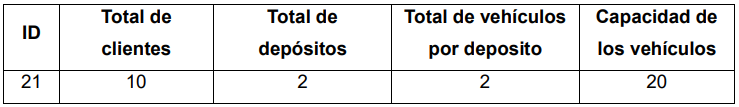 ID
Total de
clientes
Total de
depósitos
Total de vehículos
por deposito
Capacidad de
los vehículos
21
10
2
2
20